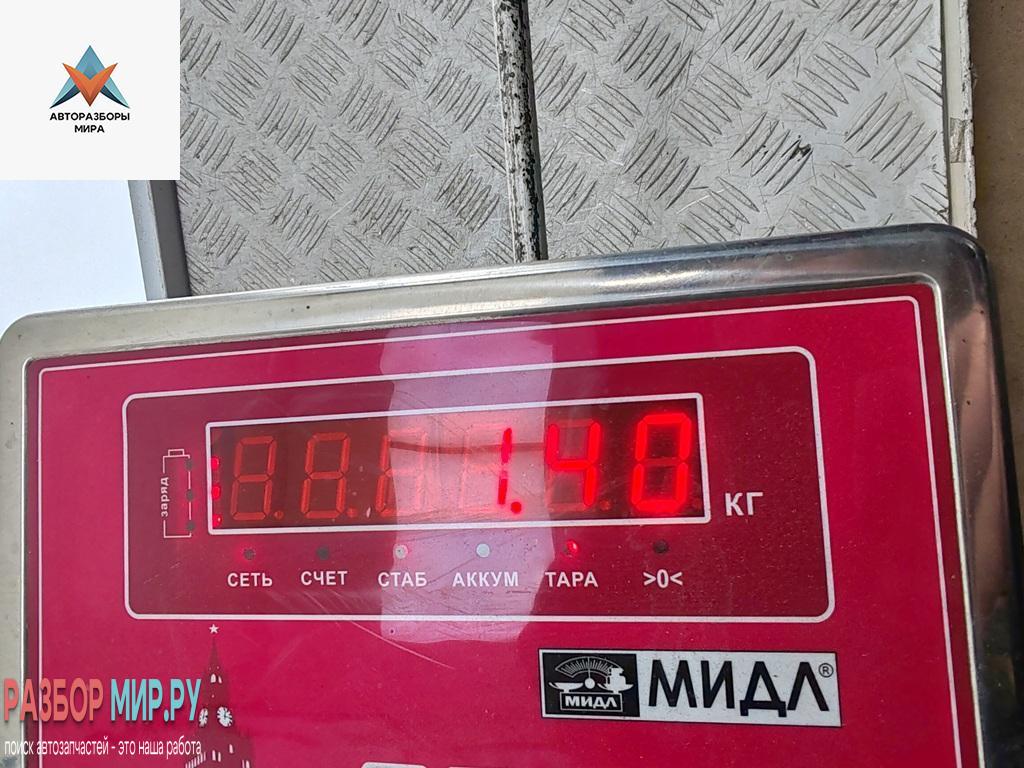 АВТОРАЗБОРЫ
МИРА
заряд
1.40
КГ
СЕТЬ СЧЕТ СТАБ АККУМ ТАРА >0<
МИДЛ МИДЛ®
РАЗБОР МИР.РУ
поиск автозапчастей - это наша работа